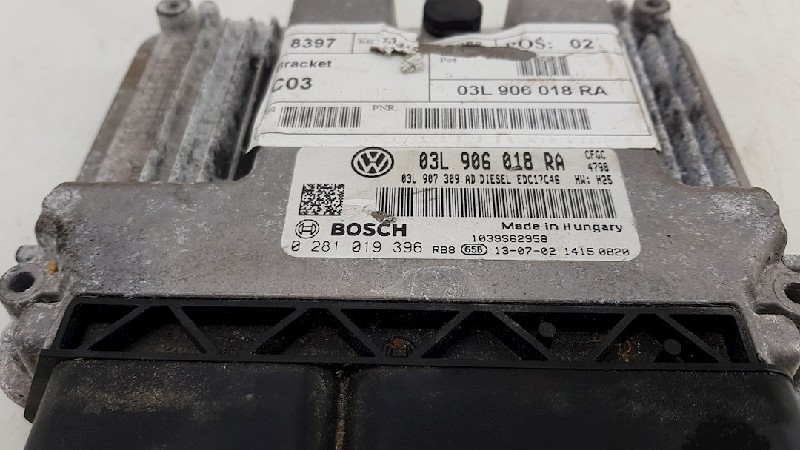 8397
POS: 02
bracket
C03
03L 906 018 RA
PNR.
03L 906 018 RA
CFGC
4798
03L 907 309 AD DIESEL EDC17C46 HW: H25
BOSCH
Made in Hungary
1039S62958
0 281 019 396 RB8 656 13-07-02 1415 0820